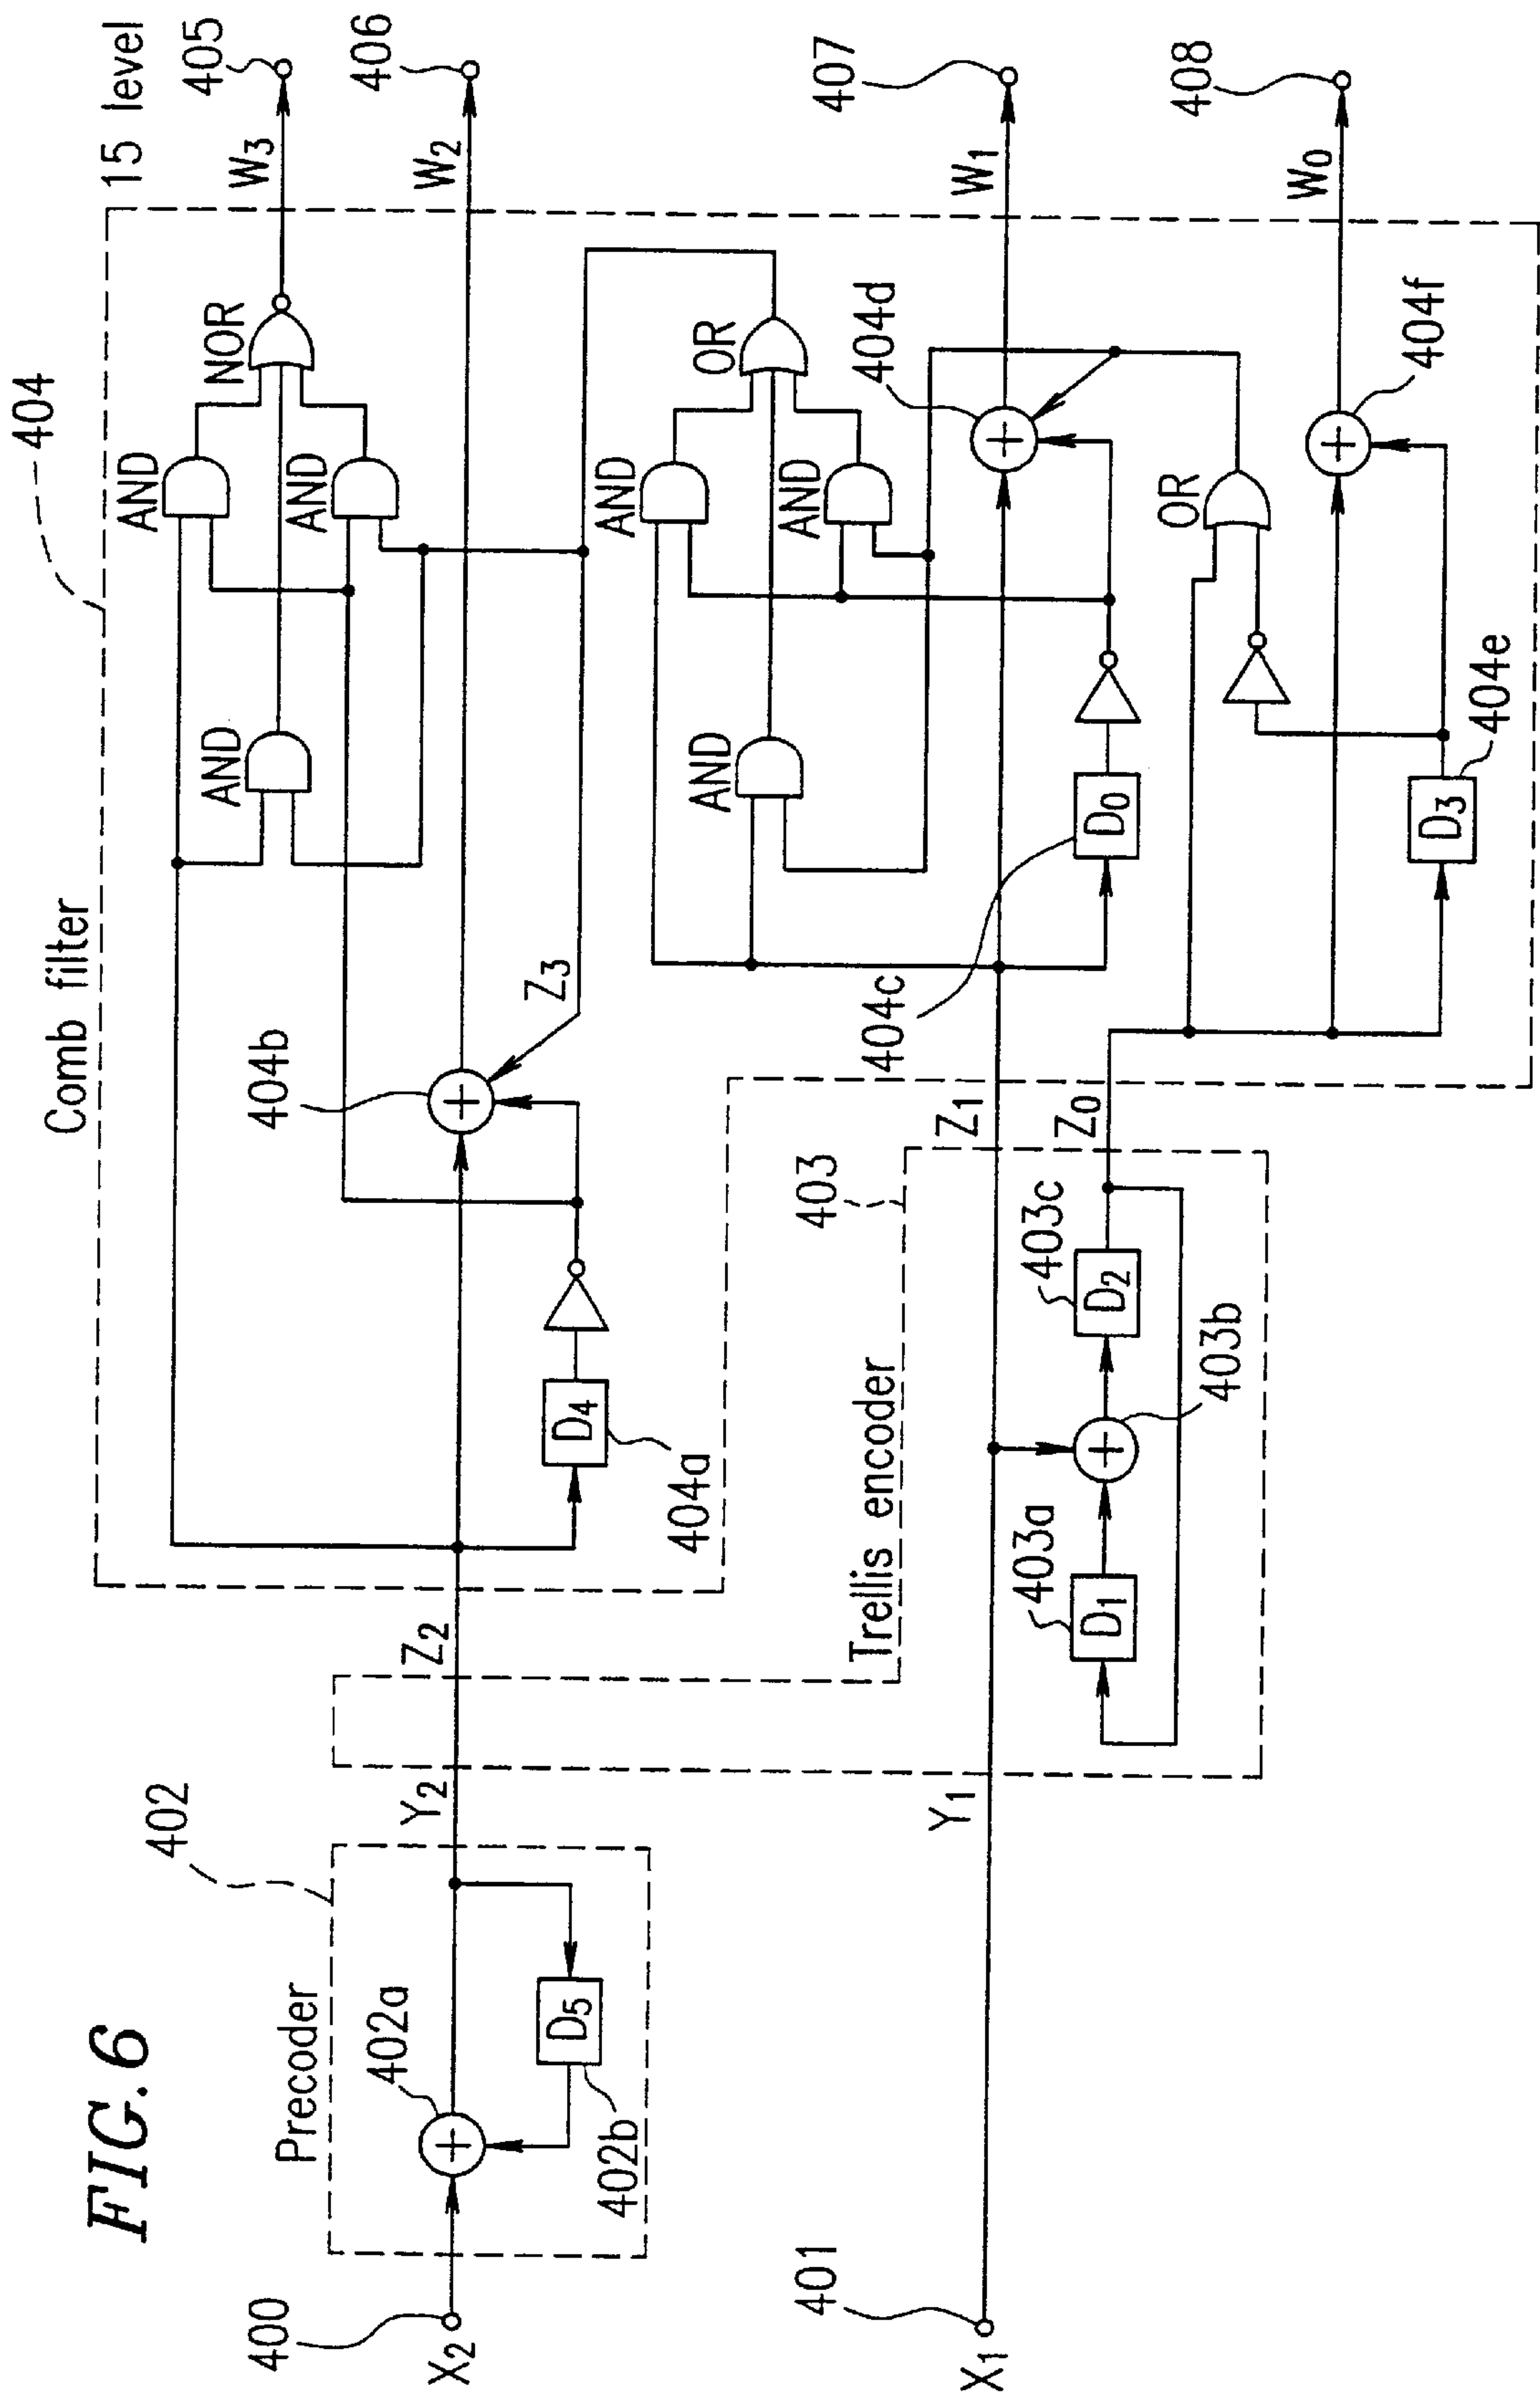 FIG. 6
Precoder
402
402a
D5
402b
400
X2
401
X1
Y2
Y1
Z2
Trellis encoder
403
403a
D1
403b
D2
403c
Z1
Z0
Comb filter
404
D4
404a
404b
Z3
AND
AND
AND
NOR
AND
AND
AND
OR
404c
D0
404d
OR
D3
404e
404f
15 level
W3
405
W2
406
W1
407
W0
408